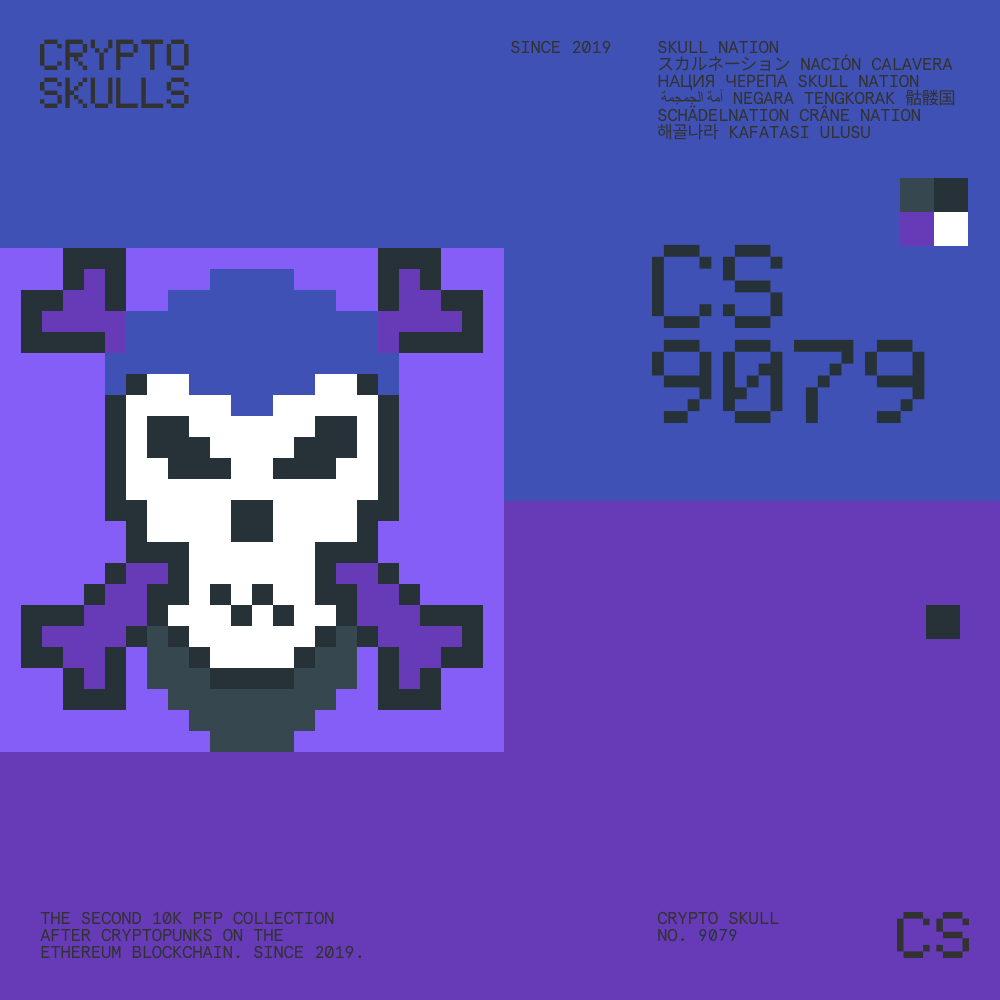 CRYPTO
SKULLS
SINCE 2019
SKULL NATION
スカルネーション NACIÓN CALAVERA
НАЦИЯ ЧЕРЕПА SKULL NATION
أمة الجمجمة NEGARA TENGKORAK 骷髅国
SCHÄDELNATION CRÂNE NATION
해골나라 KAFATASI ULUSU
CS
9079
THE SECOND 10K PFP COLLECTION
AFTER CRYPTOPUNKS ON THE
ETHEREUM BLOCKCHAIN. SINCE 2019.
CRYPTO SKULL
NO. 9079
CS